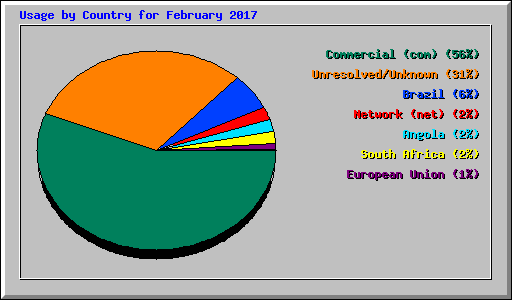 Usage by Country for February 2017
Commercial (com) (56%)
Unresolved/Unknown (31%)
Brazil (6%)
Network (net) (2%)
Angola (2%)
South Africa (2%)
European Union (1%)